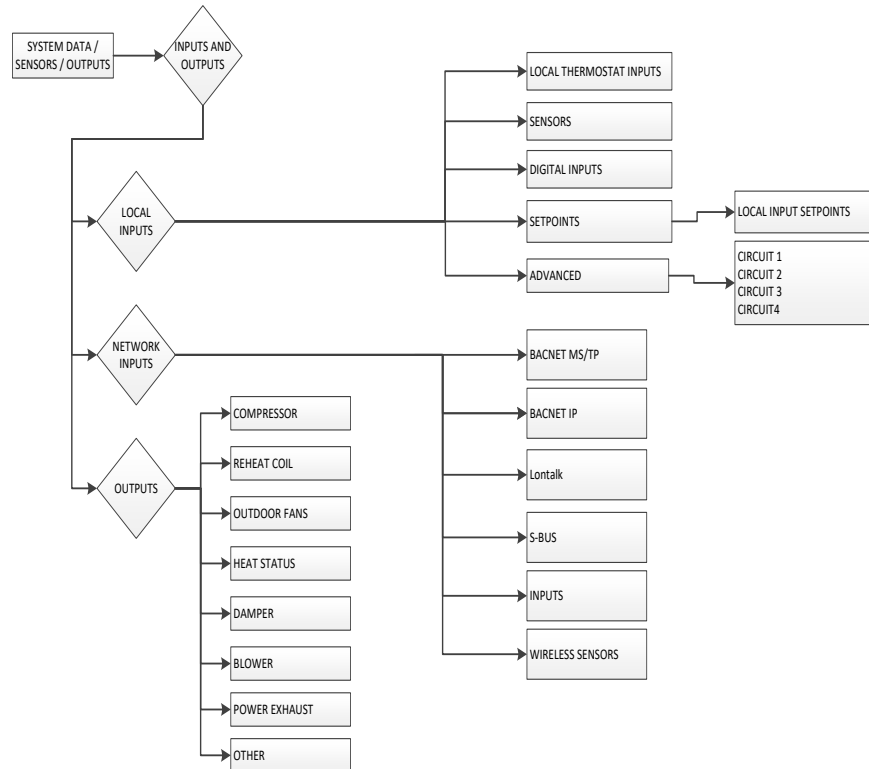 SYSTEM DATA /
SENSORS / OUTPUTS
INPUTS AND
OUTPUTS
LOCAL
INPUTS
LOCAL THERMOSTAT INPUTS
SENSORS
DIGITAL INPUTS
SETPOINTS
LOCAL INPUT SETPOINTS
ADVANCED
CIRCUIT 1
CIRCUIT 2
CIRCUIT 3
CIRCUIT4
NETWORK
INPUTS
BACNET MS/TP
BACNET IP
Lontalk
S-BUS
INPUTS
WIRELESS SENSORS
OUTPUTS
COMPRESSOR
REHEAT COIL
OUTDOOR FANS
HEAT STATUS
DAMPER
BLOWER
POWER EXHAUST
OTHER